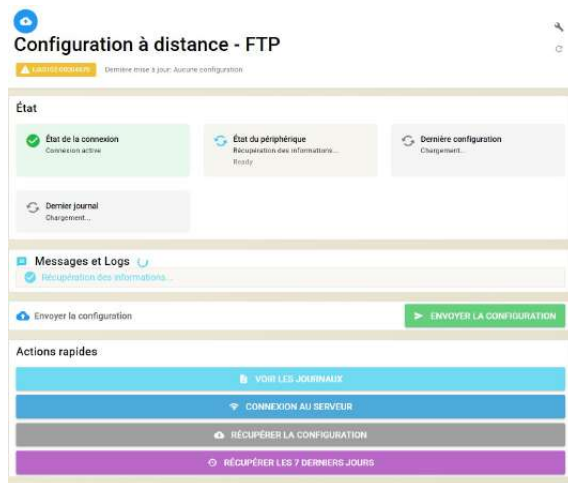 Configuration à distance - FTP
Dernière mise à jour: Aucune configuration
État
État de la connexion
Connexion active
État du périphérique
Récupération des informations...
Ready
Dernière configuration
Chargement...
Dernier journal
Chargement...
Messages et Logs
Récupération des informations...
Envoyer la configuration
ENVOYER LA CONFIGURATION
Actions rapides
VOIR LES JOURNAUX
CONNEXION AU SERVEUR
RÉCUPÉRER LA CONFIGURATION
RÉCUPÉRER LES 7 DERNIERS JOURS